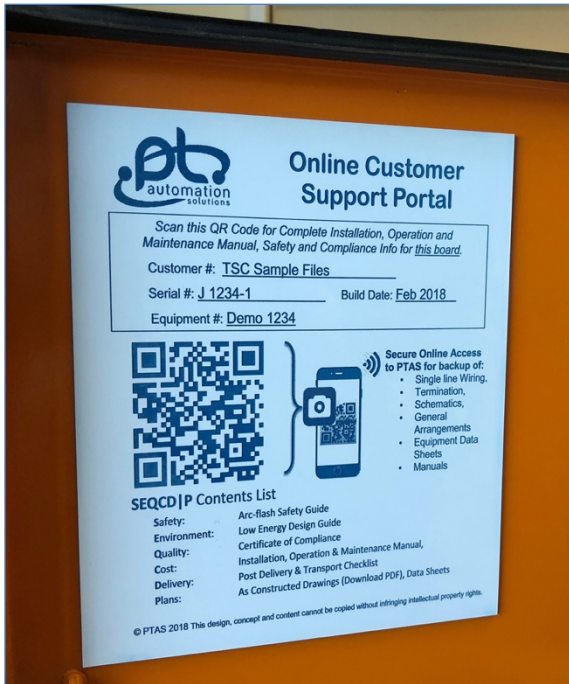 pt
automation
solutions
Online Customer
Support Portal
Scan this QR Code for Complete Installation, Operation and
Maintenance Manual, Safety and Compliance Info for this board.
Customer #: TSC Sample Files
Serial #: J 1234-1 Build Date: Feb 2018
Equipment #: Demo 1234
Secure Online Access
to PTAS for backup of:
• Single line Wiring,
• Termination,
• Schematics,
• General
Arrangements
• Equipment Data
Sheets
• Manuals
SEQCD|P Contents List
Safety: Arc-flash Safety Guide
Environment: Low Energy Design Guide
Quality: Certificate of Compliance
Cost: Installation, Operation & Maintenance Manual,
Delivery: Post Delivery & Transport Checklist
Plans: As Constructed Drawings (Download PDF), Data Sheets
© PTAS 2018 This design, concept and content cannot be copied without infringing intellectual property rights.